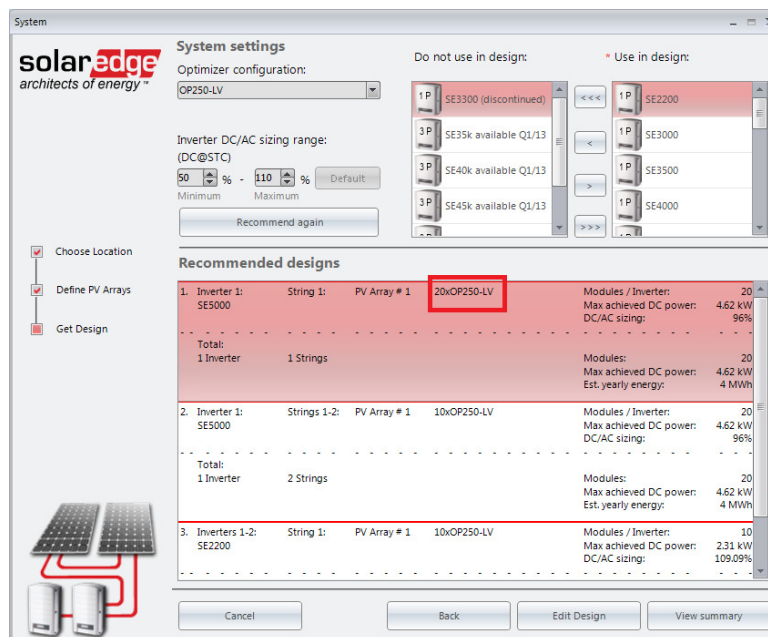 System
solaredge
architects of energy ™
System settings
Optimizer configuration:
OP250-LV
Inverter DC/AC sizing range:
(DC@STC)
50 % - 110 % Default
Minimum Maximum
Recommend again
Do not use in design:
1P SE3300 (discontinued)
3P SE35k available Q1/13
3P SE40k available Q1/13
3P SE45k available Q1/13
<<<
<
>
>>>
* Use in design:
1P SE2200
1P SE3000
1P SE3500
1P SE4000
Choose Location
Define PV Arrays
Get Design
Recommended designs
1. Inverter 1: String 1: PV Array # 1 20xOP250-LV Modules / Inverter: 20
SE5000 Max achieved DC power: 4.62 kW
DC/AC sizing: 96%
Total:
1 Inverter 1 Strings Modules: 20
Max achieved DC power: 4.62 kW
Est. yearly energy: 4 MWh
2. Inverter 1: Strings 1-2: PV Array # 1 10xOP250-LV Modules / Inverter: 20
SE5000 Max achieved DC power: 4.62 kW
DC/AC sizing: 96%
Total:
1 Inverter 2 Strings Modules: 20
Max achieved DC power: 4.62 kW
Est. yearly energy: 4 MWh
3. Inverters 1-2: String 1: PV Array # 1 10xOP250-LV Modules / Inverter: 10
SE2200 Max achieved DC power: 2.31 kW
DC/AC sizing: 109.09%
Cancel Back Edit Design View summary